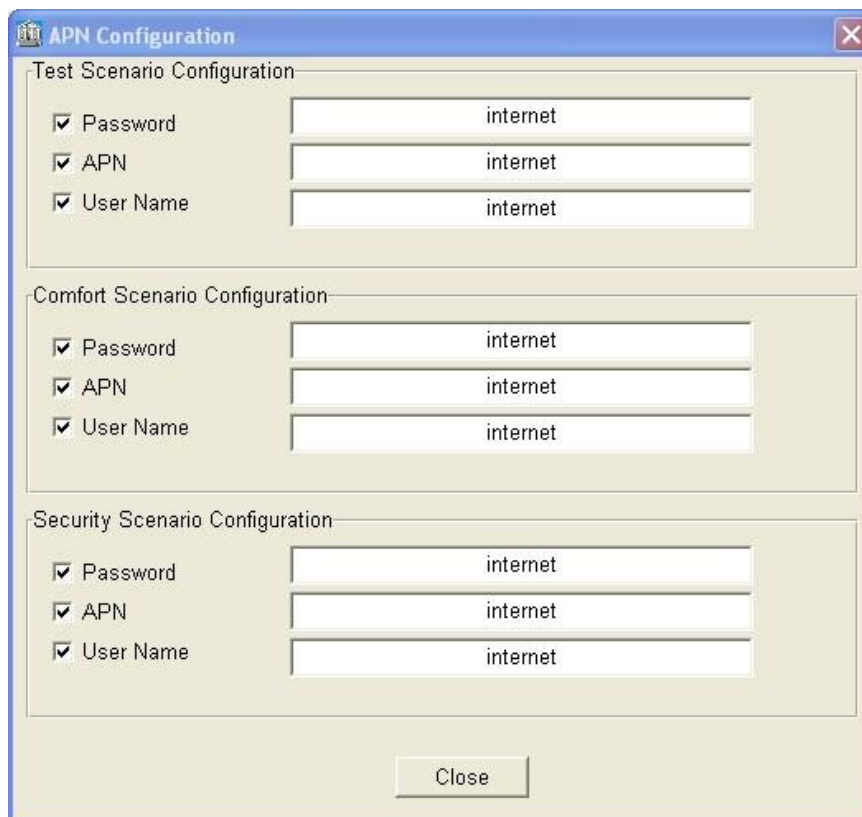 APN Configuration
Test Scenario Configuration
Password internet
APN internet
User Name internet
Comfort Scenario Configuration
Password internet
APN internet
User Name internet
Security Scenario Configuration
Password internet
APN internet
User Name internet
Close